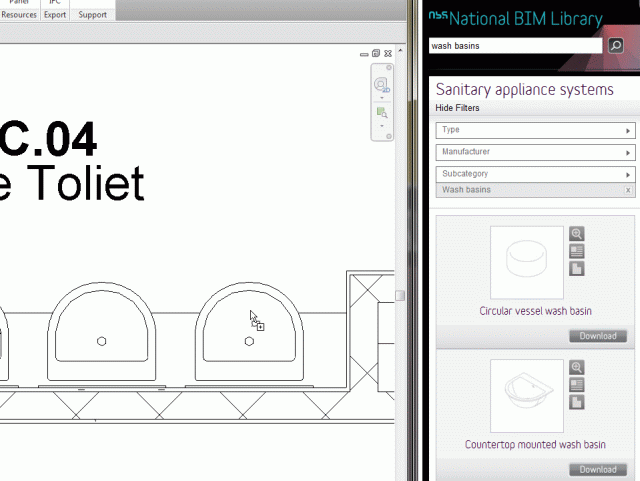 Panel IFC
Resources Export Support
nbs National BIM Library
wash basins
Sanitary appliance systems
Hide Filters
Type
Manufacturer
Subcategory
Wash basins x
C.04
e Toliet
Circular vessel wash basin
Download
Countertop mounted wash basin
Download